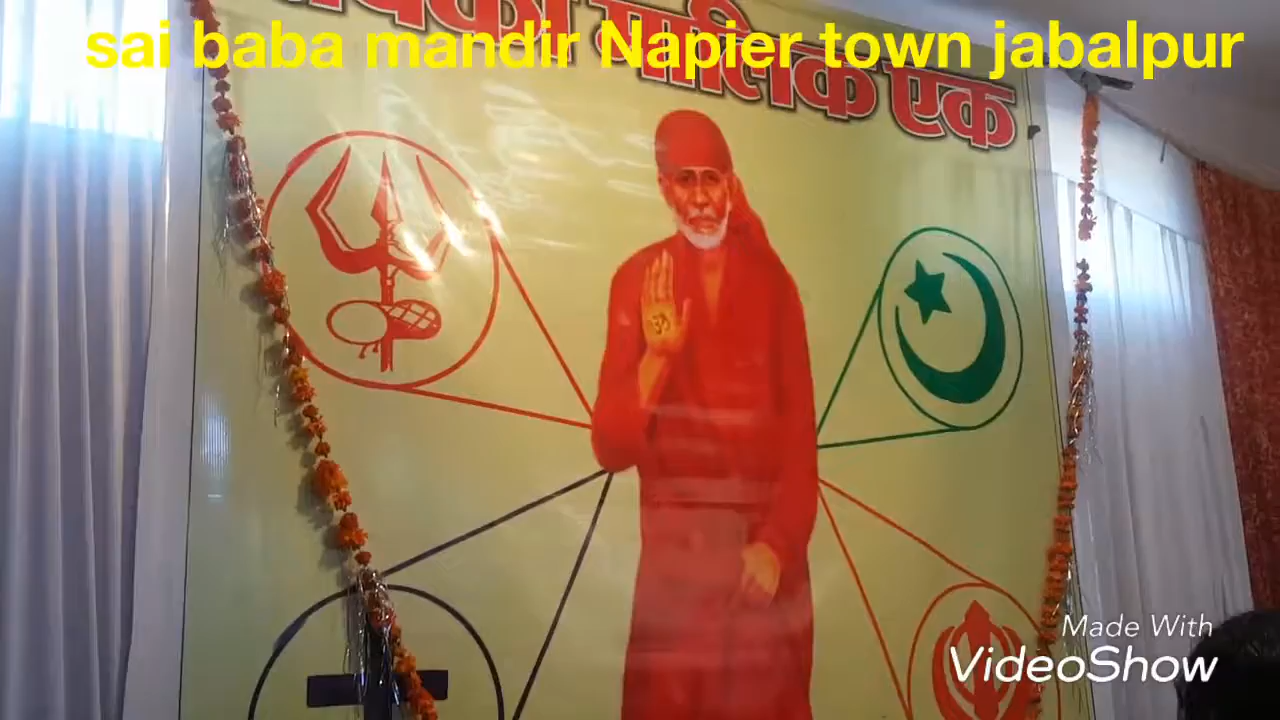 sai baba mandir Napier town jabalpur
मालिक एक
ॐ
Made With
VideoShow